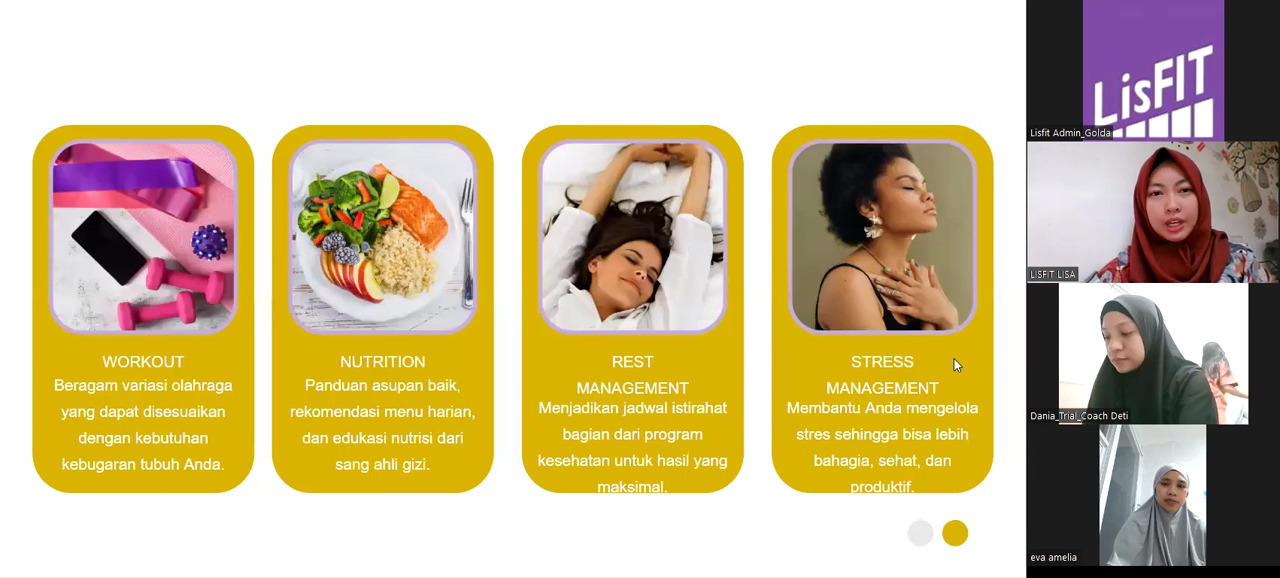 WORKOUT
Beragam variasi olahraga
yang dapat disesuaikan
dengan kebutuhan
kebugaran tubuh Anda.
NUTRITION
Panduan asupan baik,
rekomendasi menu harian,
dan edukasi nutrisi dari
sang ahli gizi.
REST
MANAGEMENT
Menjadikan jadwal istirahat
bagian dari program
kesehatan untuk hasil yang
maksimal.
STRESS
MANAGEMENT
Membantu Anda mengelola
stres sehingga bisa lebih
bahagia, sehat, dan
produktif.
LisFIT
Lisfit Admin_Golda
LISFIT LISA
Dania_Trial_Coach Deti
eva amelia